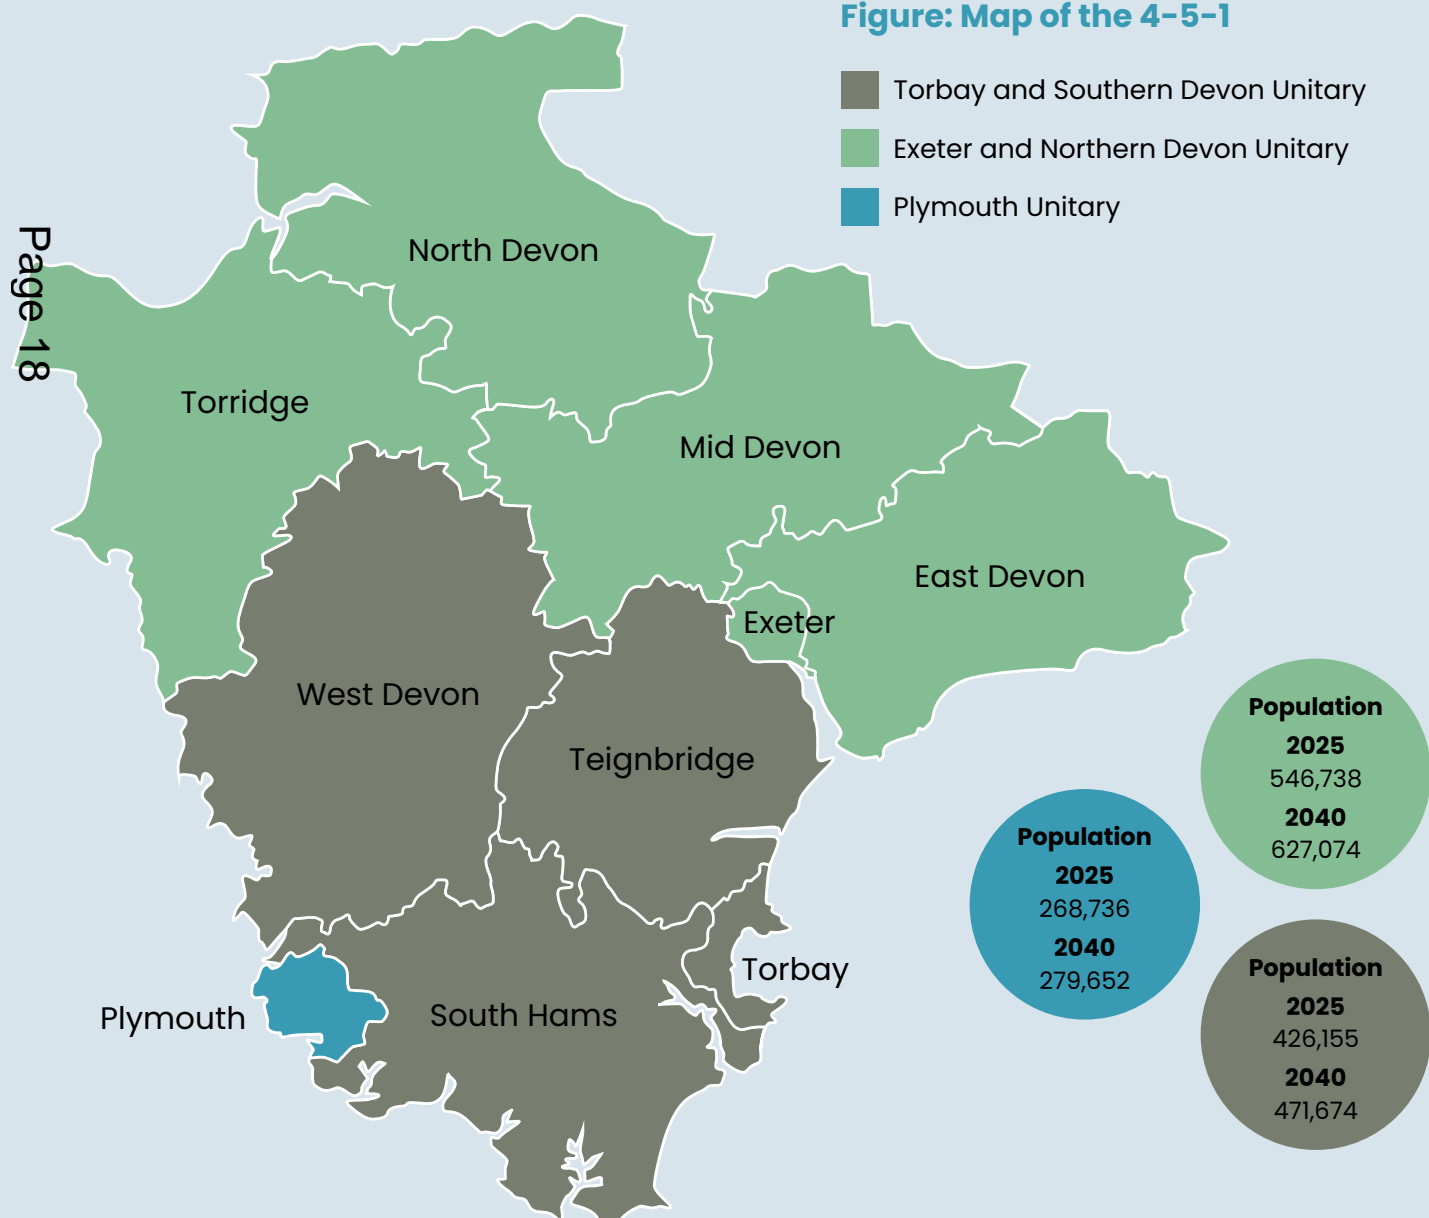 Figure: Map of the 4-5-1
Torbay and Southern Devon Unitary
Exeter and Northern Devon Unitary
Plymouth Unitary
Page 18
North Devon
Torridge
Mid Devon
East Devon
Exeter
West Devon
Teignbridge
Torbay
Plymouth
South Hams
Population
2025
546,738
2040
627,074
Population
2025
268,736
2040
279,652
Population
2025
426,155
2040
471,674